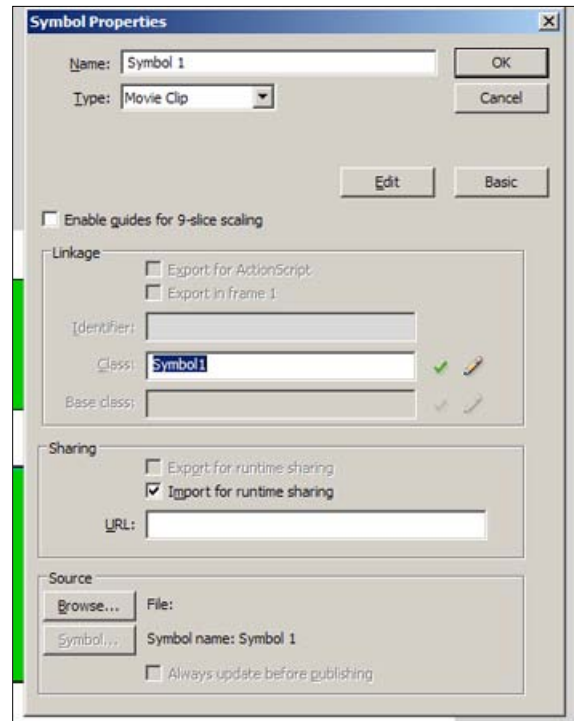 Symbol Properties
Name: Symbol 1 OK
Type: Movie Clip Cancel
Edit Basic
Enable guides for 9-slice scaling
Linkage
Export for ActionScript
Export in frame 1
Identifier:
Class: Symbol1
Base class:
Sharing
Export for runtime sharing
Import for runtime sharing
URL:
Source
Browse... File:
Symbol... Symbol name: Symbol 1
Always update before publishing